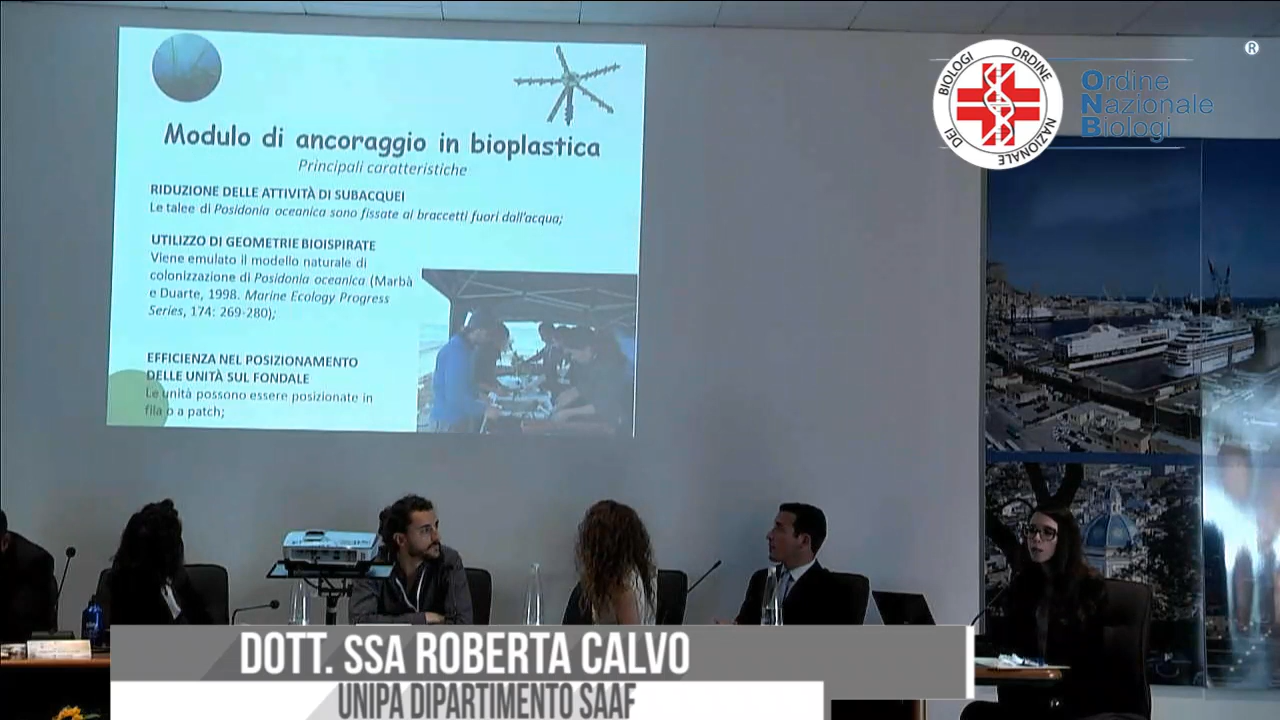 Modulo di ancoraggio in bioplastica
Principali caratteristiche
RIDUZIONE DELLE ATTIVITÀ DI SUBACQUEI
Le talee di Posidonia oceanica sono fissate ai braccetti fuori dall'acqua;
UTILIZZO DI GEOMETRIE BIOISPIRATE
Viene emulato il modello naturale di
colonizzazione di Posidonia oceanica (Marbà
e Duarte, 1998. Marine Ecology Progress
Series, 174: 269-280);
EFFICIENZA NEL POSIZIONAMENTO
DELLE UNITÀ SUL FONDALE
Le unità possono essere posizionate in
fila o a patch;
ORDINE
NAZIONALE
DEI
BIOLOGI
Ordine
Nazionale
Biologi
®
DOTT. SSA ROBERTA CALVO
UNIPA DIPARTIMENTO SAAF